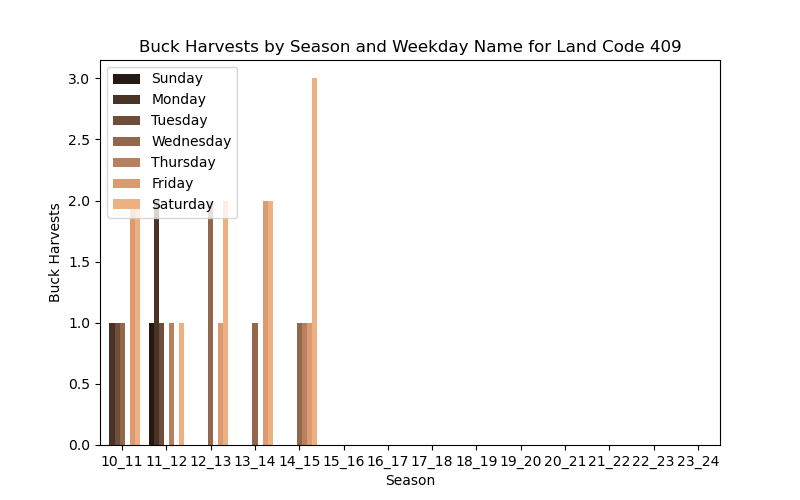 Buck Harvests by Season and Weekday Name for Land Code 409
Sunday
Monday
Tuesday
Wednesday
Thursday
Friday
Saturday
3.0
2.5
2.0
1.5
1.0
0.5
0.0
Buck Harvests
10_11 11_12 12_13 13_14 14_15 15_16 16_17 17_18 18_19 19_20 20_21 21_22 22_23 23_24
Season